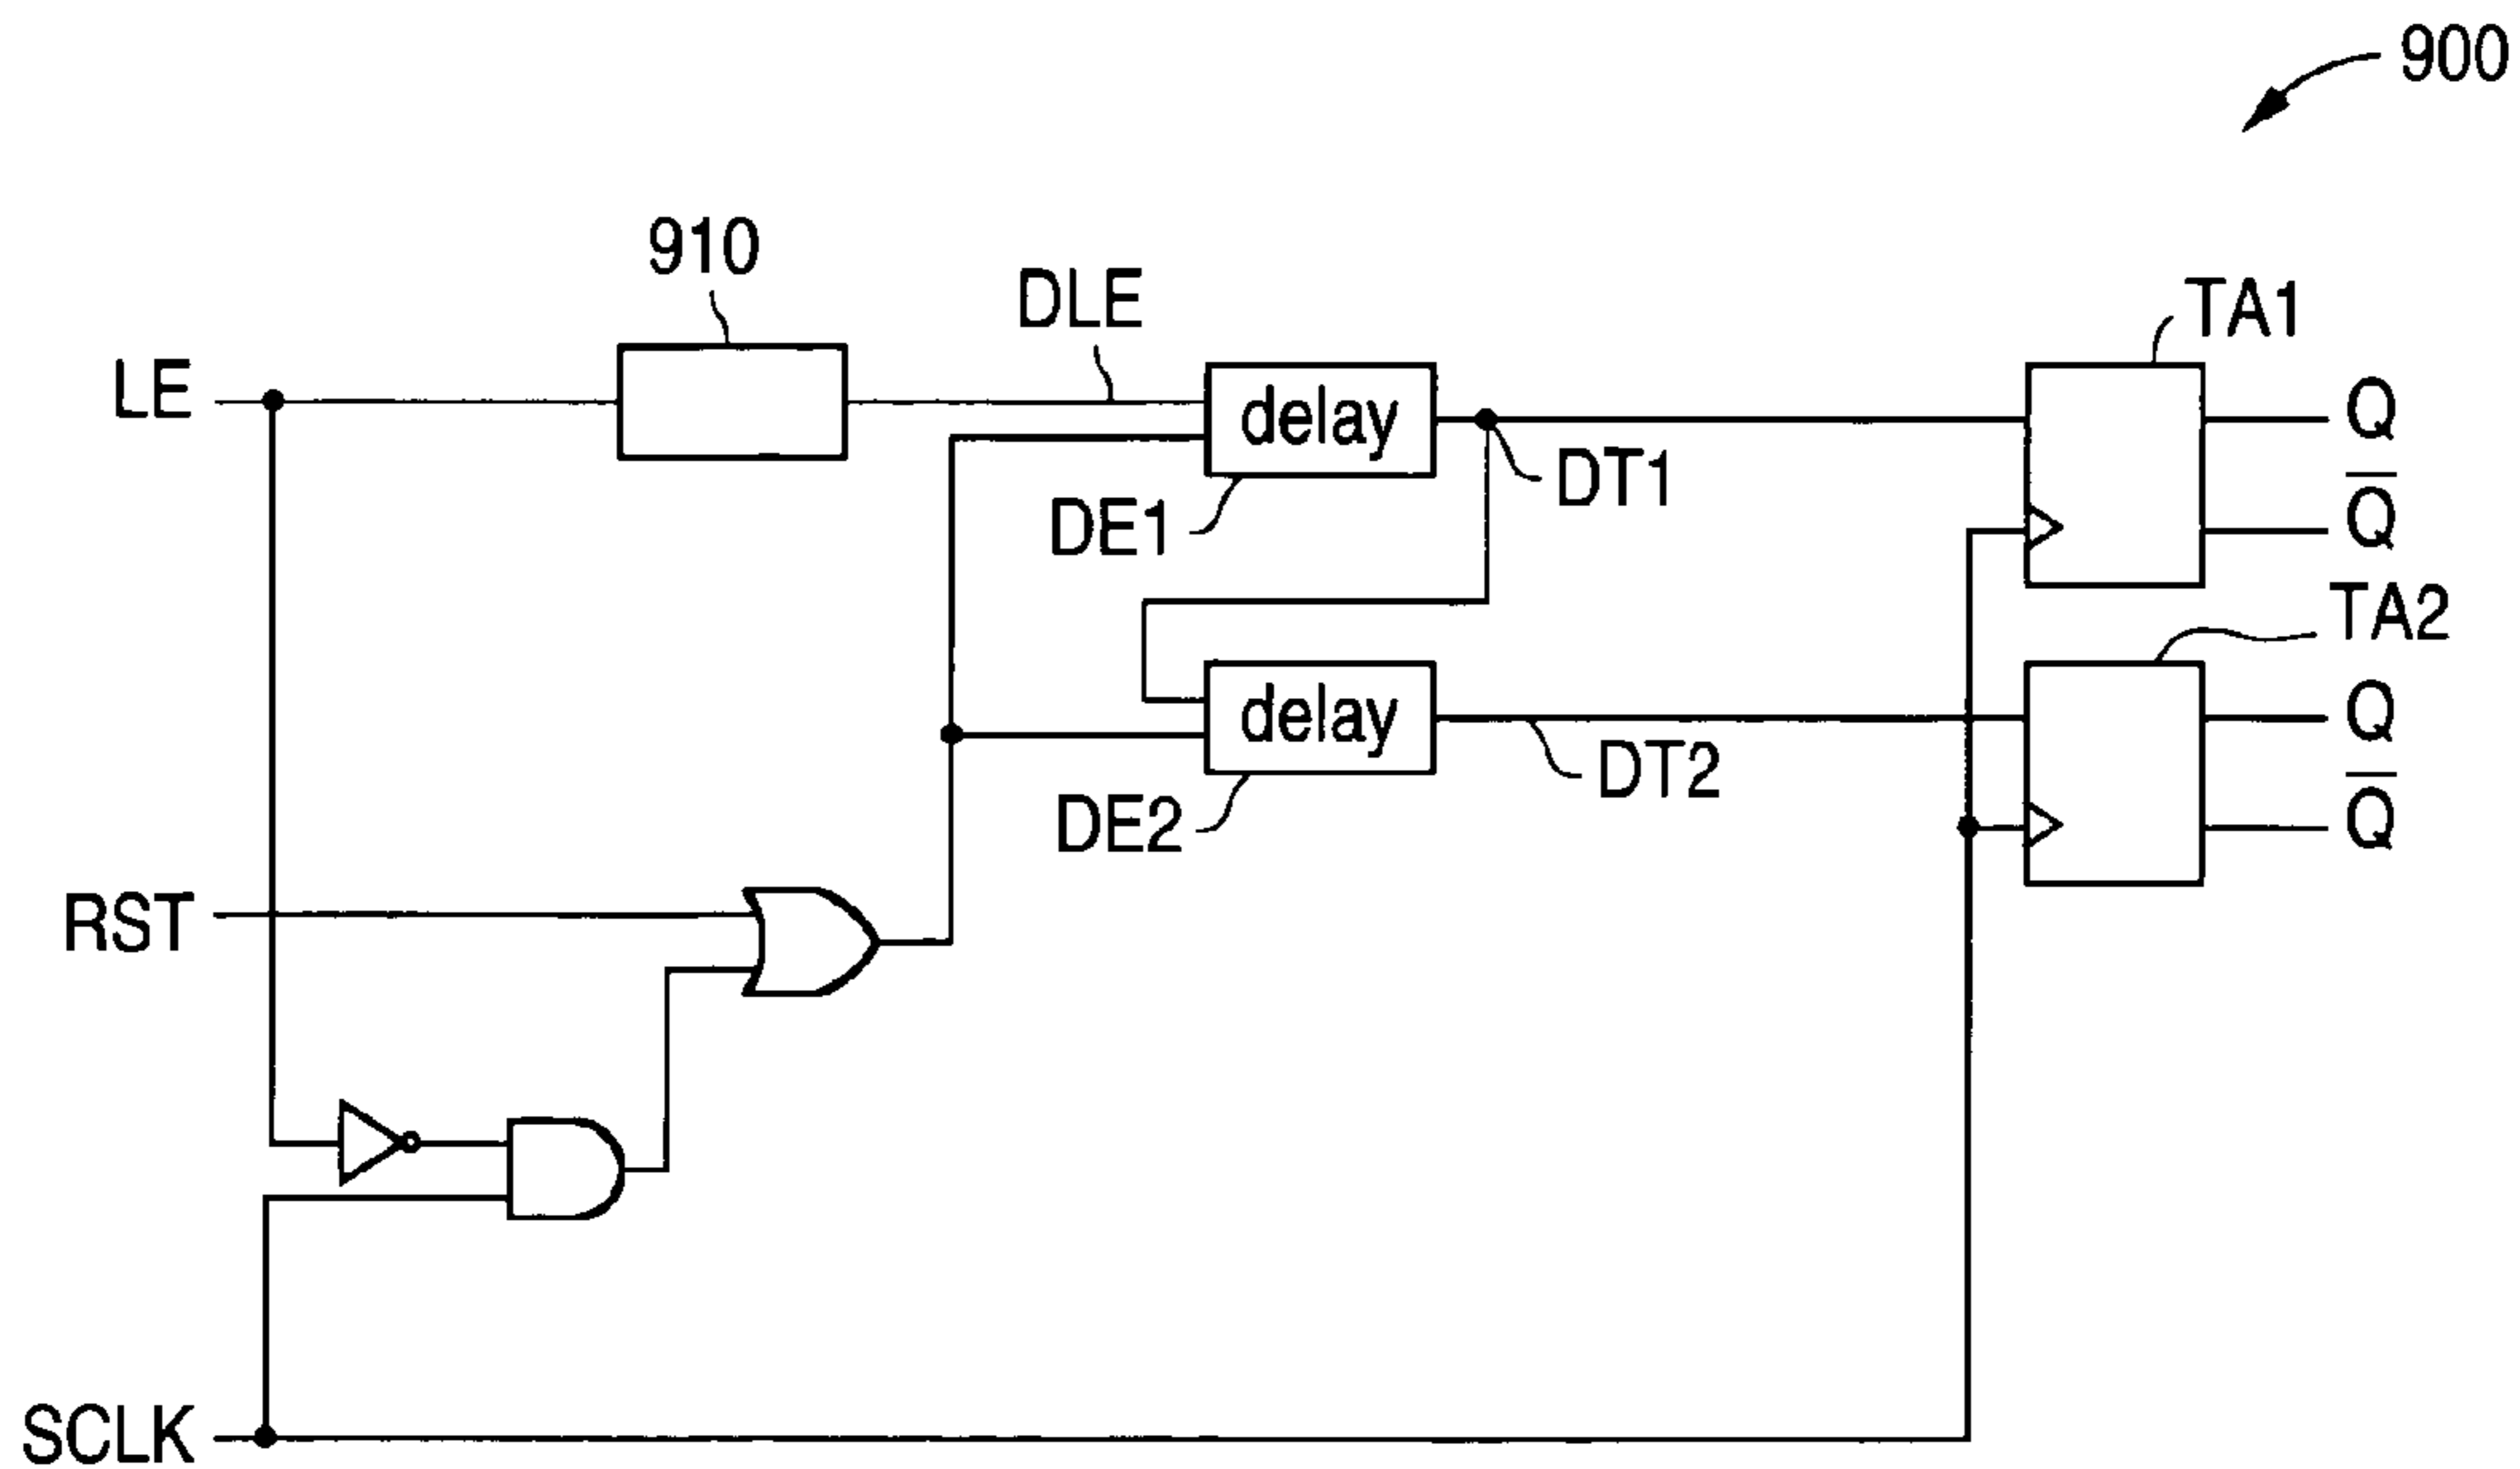 900
910
DLE
TA1
LE
delay
Q
DT1
DE1
Q̅
TA2
delay
Q
DT2
DE2
Q̅
RST
SCLK